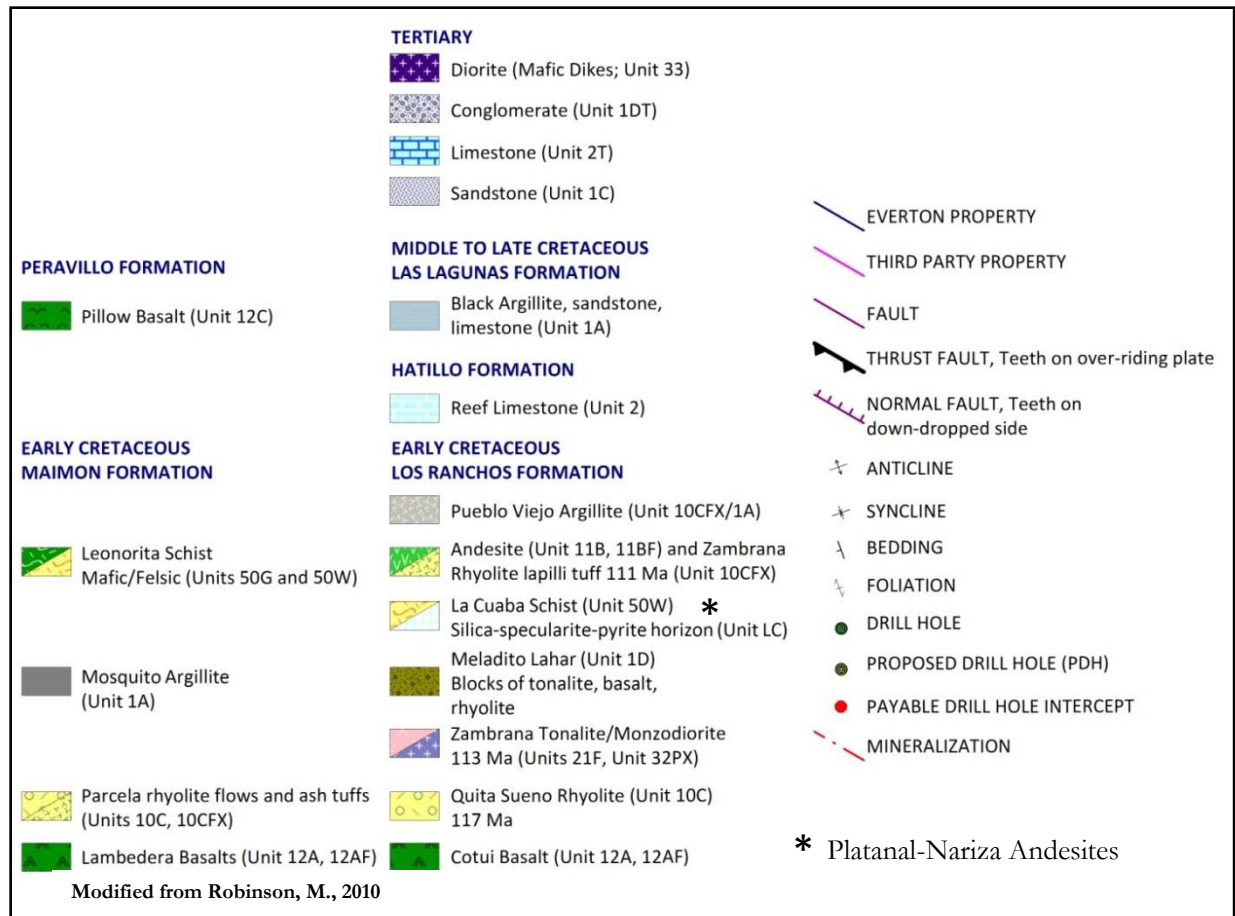 TERTIARY
Diorite (Mafic Dikes; Unit 33)
Conglomerate (Unit 1DT)
Limestone (Unit 2T)
Sandstone (Unit 1C)
PERAVILLO FORMATION
Pillow Basalt (Unit 12C)
MIDDLE TO LATE CRETACEOUS
LAS LAGUNAS FORMATION
Black Argillite, sandstone,
limestone (Unit 1A)
HATILLO FORMATION
Reef Limestone (Unit 2)
EARLY CRETACEOUS
MAIMON FORMATION
Leonorita Schist
Mafic/Felsic (Units 50G and 50W)
Mosquito Argillite
(Unit 1A)
Parcela rhyolite flows and ash tuffs
(Units 10C, 10CFX)
Lambedera Basalts (Unit 12A, 12AF)
EARLY CRETACEOUS
LOS RANCHOS FORMATION
Pueblo Viejo Argillite (Unit 10CFX/1A)
Andesite (Unit 11B, 11BF) and Zambrana
Rhyolite lapilli tuff 111 Ma (Unit 10CFX)
La Cuaba Schist (Unit 50W) *
Silica-specularite-pyrite horizon (Unit LC)
Meladito Lahar (Unit 1D)
Blocks of tonalite, basalt,
rhyolite
Zambrana Tonalite/Monzodiorite
113 Ma (Units 21F, Unit 32PX)
Quita Sueno Rhyolite (Unit 10C)
117 Ma
Cotui Basalt (Unit 12A, 12AF)
EVERTON PROPERTY
THIRD PARTY PROPERTY
FAULT
THRUST FAULT, Teeth on over-riding plate
NORMAL FAULT, Teeth on
down-dropped side
ANTICLINE
SYNCLINE
BEDDING
FOLIATION
DRILL HOLE
PROPOSED DRILL HOLE (PDH)
PAYABLE DRILL HOLE INTERCEPT
MINERALIZATION
* Platanal-Nariza Andesites
Modified from Robinson, M., 2010